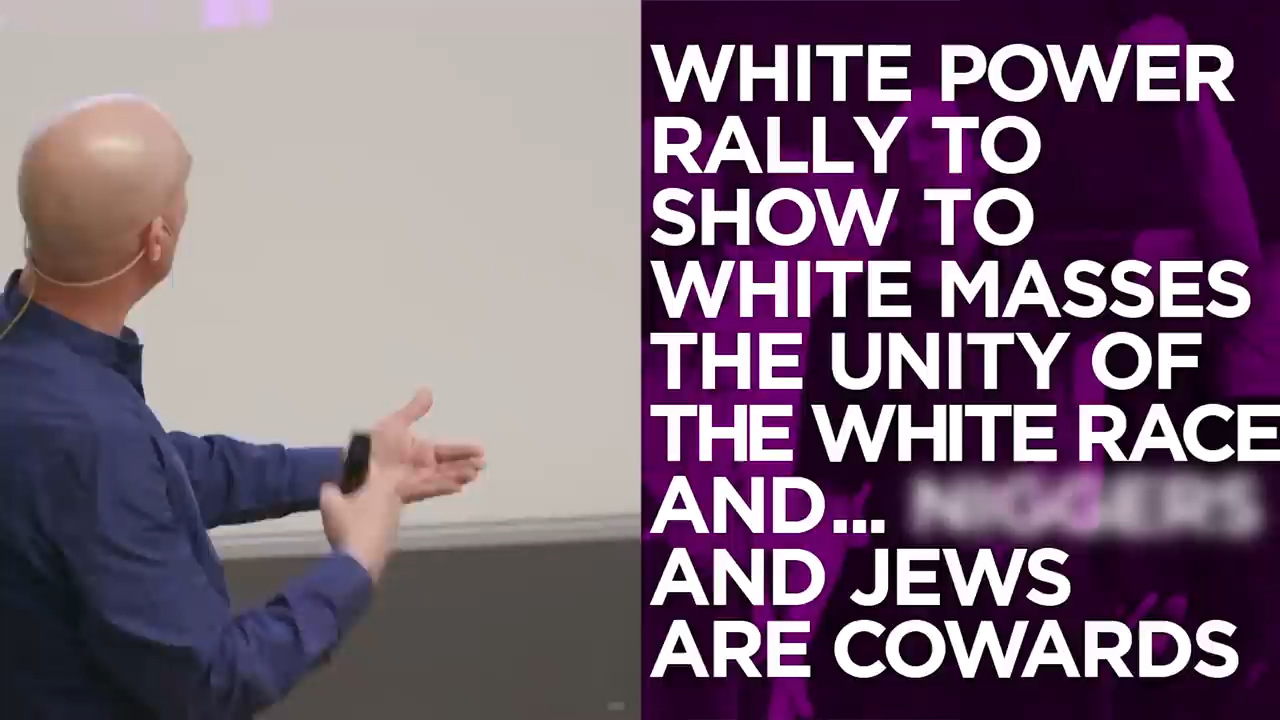 WHITE POWER
RALLY TO
SHOW TO
WHITE MASSES
THE UNITY OF
THE WHITE RACE
AND...
AND JEWS
ARE COWARDS